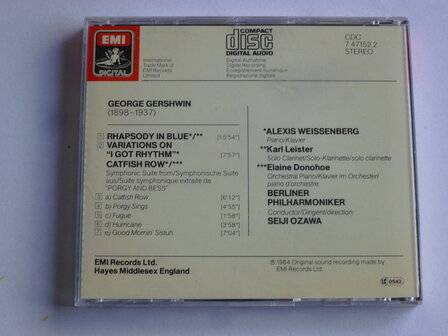 EMI
DIGITAL
International
Trade Mark of
EMI Records
Limited
COMPACT
disc
DIGITAL AUDIO
Digital Aufnahme
Digital Recording
Enregistrement numérique
Registrazione digitale
CDC
7 47152 2
STEREO
GEORGE GERSHWIN
(1898-1937)
1 RHAPSODY IN BLUE*/** [15'54"]
2 VARIATIONS ON
"I GOT RHYTHM"* [7'57"]
CATFISH ROW*/***
Symphonic Suite from/Symphonische Suite
aus/Suite symphonique extraite de
"PORGY AND BESS"
3 a) Catfish Row [6'12"]
4 b) Porgy Sings [4'55"]
5 c) Fugue [1'58"]
6 d) Hurricane [3'58"]
7 e) Good Mornin' Sistuh [7'04"]
*ALEXIS WEISSENBERG
Piano/Klavier
**Karl Leister
Solo Clarinet/Solo-Klarinette/solo clarinette
***Elaine Donohoe
Orchestral Piano/Klavier im Orchester/
piano d'orchestre
BERLINER
PHILHARMONIKER
Conductor/Dirigent/direction
SEIJI OZAWA
EMI Records Ltd.
Hayes Middlesex England
℗ 1984 Original sound recording made by
EMI Records Ltd.
0542